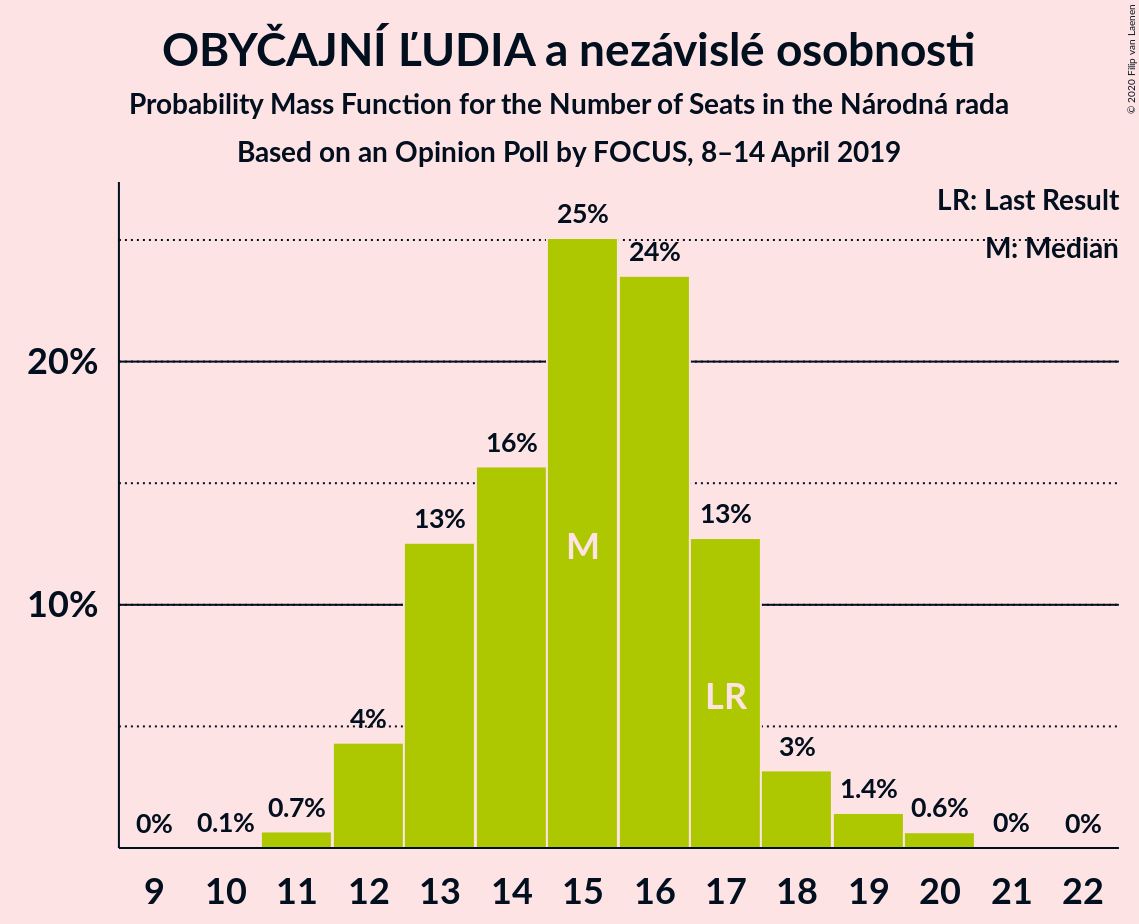 OBYČAJNÍ ĽUDIA a nezávislé osobnosti
Probability Mass Function for the Number of Seats in the Národná rada
Based on an Opinion Poll by FOCUS, 8–14 April 2019
© 2020 Filip van Laenen
LR: Last Result
M: Median
20%
10%
0%
0.1%
0.7%
4%
13%
16%
25%
24%
13%
3%
1.4%
0.6%
0%
0%
M
LR
9 10 11 12 13 14 15 16 17 18 19 20 21 22